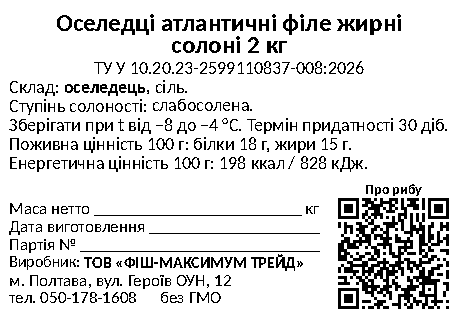 Оселедці атлантичні філе жирні
солоні 2 кг
ТУ У 10.20.23-2599110837-008:2026
Склад: оселедець, сіль.
Ступінь солоності: слабосолена.
Зберігати при t від –8 до –4 °С. Термін придатності 30 діб.
Поживна цінність 100 г: білки 18 г, жири 15 г.
Енергетична цінність 100 г: 198 ккал / 828 кДж.
Про рибу
Маса нетто ________________________ кг
Дата виготовлення ____________________
Партія № ____________________________
Виробник: ТОВ «ФІШ-МАКСИМУМ ТРЕЙД»
м. Полтава, вул. Героїв ОУН, 12
тел. 050-178-1608 без ГМО